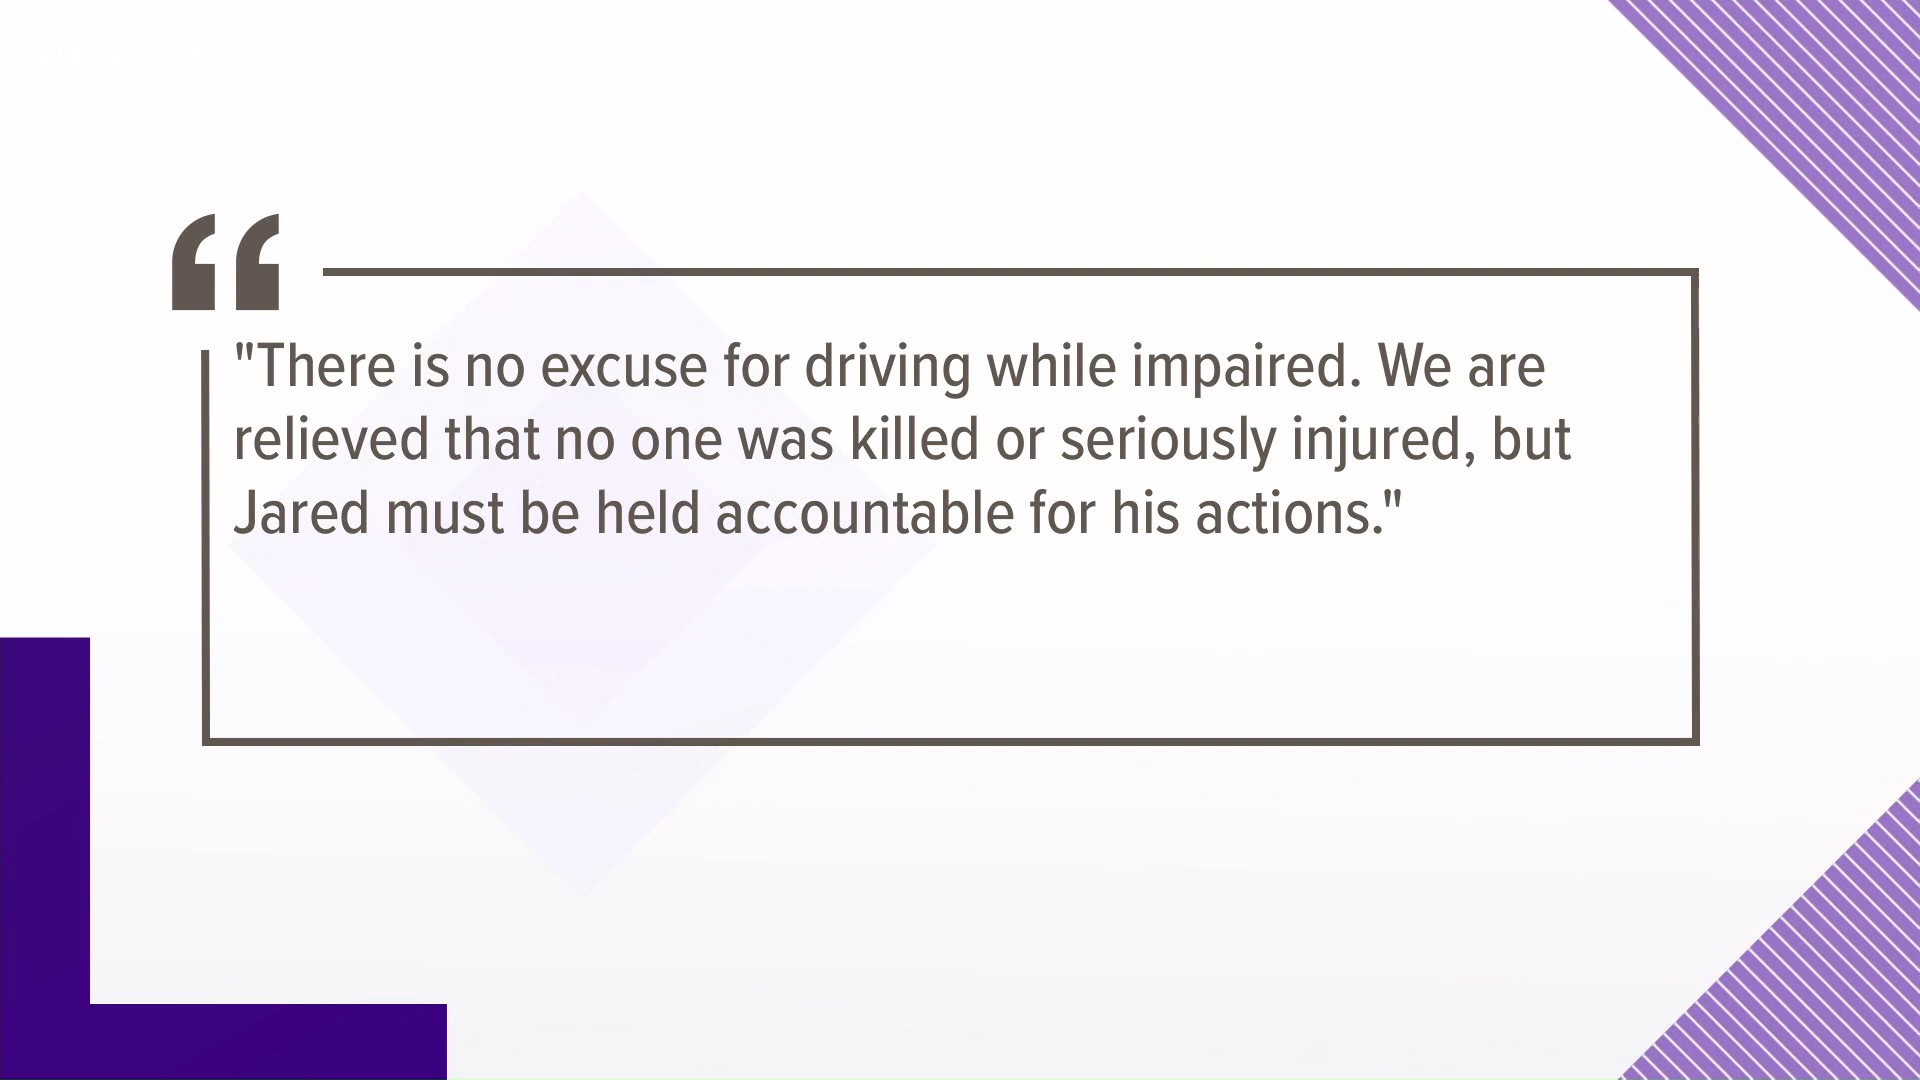 "There is no excuse for driving while impaired. We are
relieved that no one was killed or seriously injured, but
Jared must be held accountable for his actions."